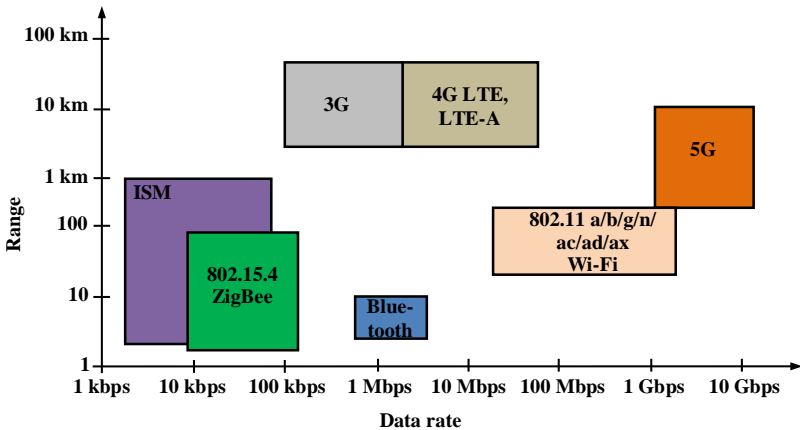 100 km
10 km
1 km
100
10
1
Range
ISM
802.15.4
ZigBee
3G
4G LTE,
LTE-A
Blue-
tooth
802.11 a/b/g/n/
ac/ad/ax
Wi-Fi
5G
1 kbps 10 kbps 100 kbps 1 Mbps 10 Mbps 100 Mbps 1 Gbps 10 Gbps
Data rate